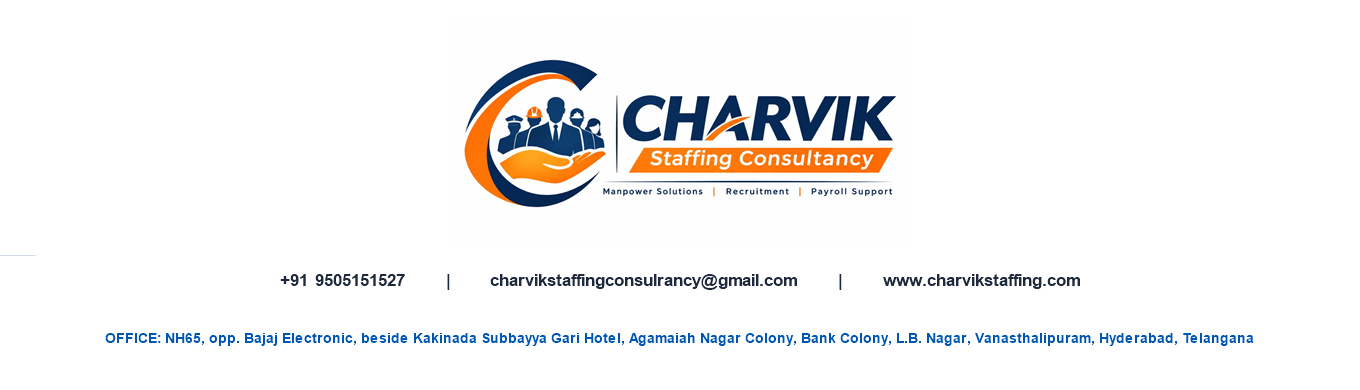 CHARVIK
Staffing Consultancy
Manpower Solutions | Recruitment | Payroll Support
+91 9505151527 | charvikstaffingconsulrancy@gmail.com | www.charvikstaffing.com
OFFICE: NH65, opp. Bajaj Electronic, beside Kakinada Subbayya Gari Hotel, Agamaiah Nagar Colony, Bank Colony, L.B. Nagar, Vanasthalipuram, Hyderabad, Telangana